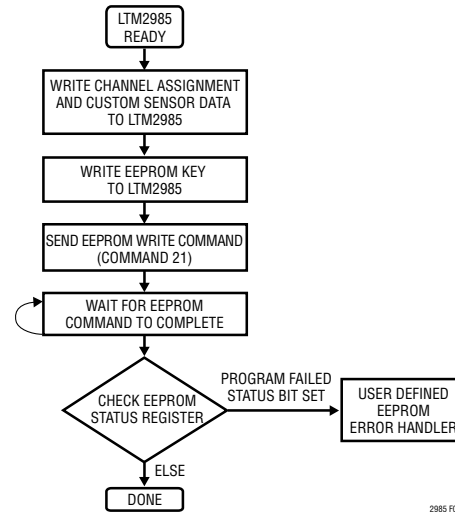 LTM2985
READY
WRITE CHANNEL ASSIGNMENT
AND CUSTOM SENSOR DATA
TO LTM2985
WRITE EEPROM KEY
TO LTM2985
SEND EEPROM WRITE COMMAND
(COMMAND 21)
WAIT FOR EEPROM
COMMAND TO COMPLETE
CHECK EEPROM
STATUS REGISTER
PROGRAM FAILED
STATUS BIT SET
USER DEFINED
EEPROM
ERROR HANDLER
ELSE
DONE
2985